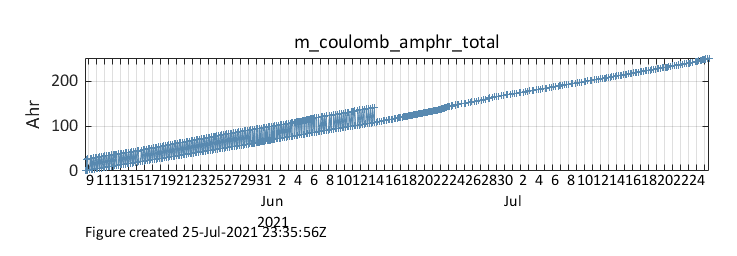 m_coulomb_amphr_total
Ahr
200
100
0
9 11 13 15 17 19 21 23 25 27 29 31 2 4 6 8 10 12 14 16 18 20 22 24 26 28 30 2 4 6 8 10 12 14 16 18 20 22 24
Jun Jul
2021
Figure created 25-Jul-2021 23:35:56Z